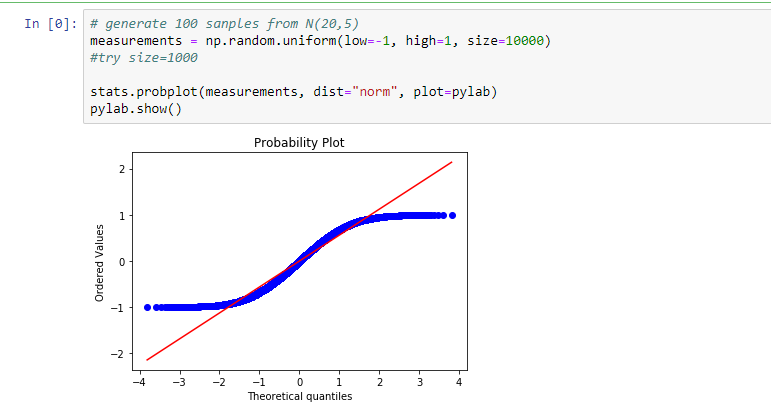 In [0]: # generate 100 sanples from N(20,5)
measurements = np.random.uniform(low=-1, high=1, size=10000)
#try size=1000
stats.probplot(measurements, dist="norm", plot=pylab)
pylab.show()
Probability Plot
2
1
0
−1
−2
Ordered Values
−4 −3 −2 −1 0 1 2 3 4
Theoretical quantiles